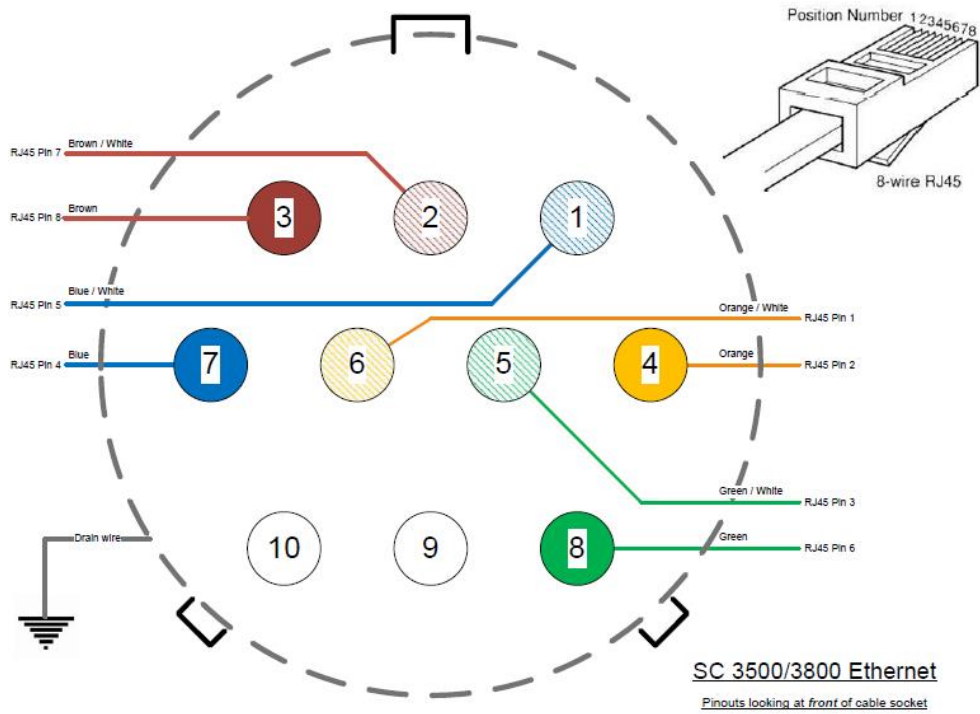 Position Number 12345678
8-wire RJ45
RJ45 Pin 7 Brown / White
RJ45 Pin 8 Brown
3 2 1
RJ45 Pin 5 Blue / White
Orange / White RJ45 Pin 1
RJ45 Pin 4 Blue
7 6 5 4
Orange RJ45 Pin 2
Green / White RJ45 Pin 3
Drain wire
10 9 8
Green RJ45 Pin 6
SC 3500/3800 Ethernet
Pinouts looking at front of cable socket